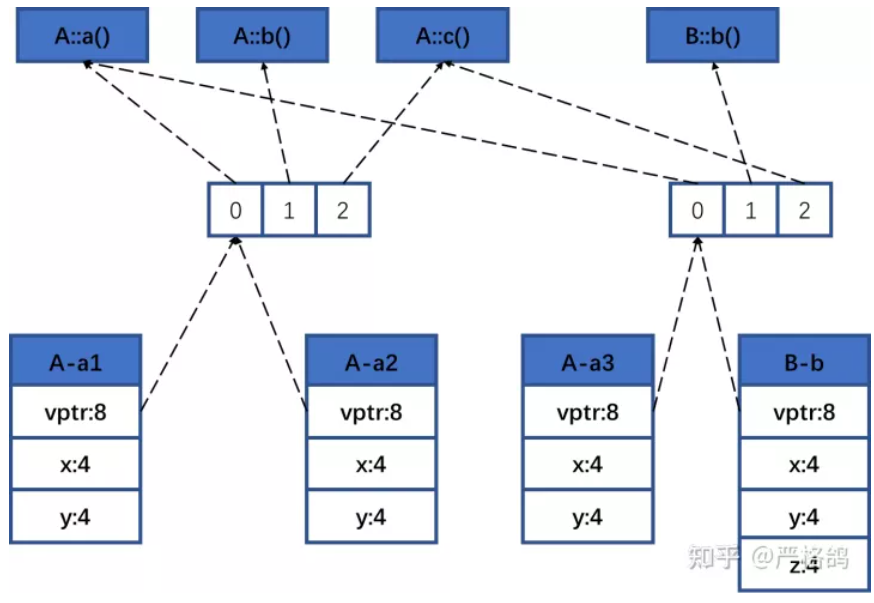 A::a() A::b() A::c() B::b()
0 1 2 0 1 2
A-a1 A-a2 A-a3 B-b
vptr:8 vptr:8 vptr:8 vptr:8
x:4 x:4 x:4 x:4
y:4 y:4 y:4 y:4
知乎 @严格鸽
z:4